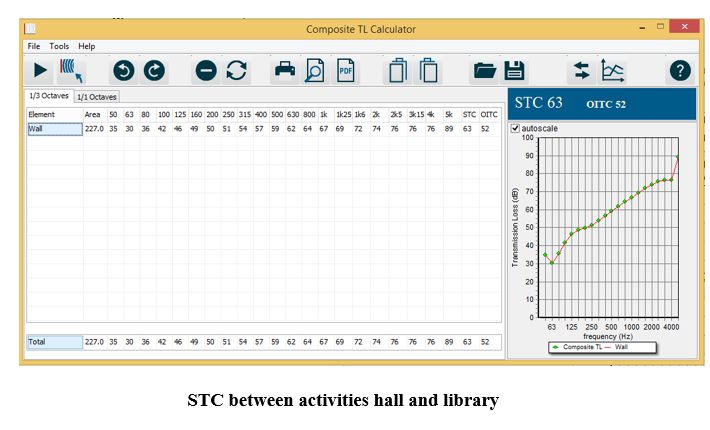 Composite TL Calculator
File Tools Help
PDF
1/3 Octaves 1/1 Octaves
Element Area 50 63 80 100 125 160 200 250 315 400 500 630 800 1k 1k25 1k6 2k 2k5 3k15 4k 5k STC OITC
Wall 227.0 35 30 36 42 46 49 50 51 54 57 59 62 64 67 69 72 74 76 76 76 89 63 52
Total 227.0 35 30 36 42 46 49 50 51 54 57 59 62 64 67 69 72 74 76 76 76 89 63 52
STC 63 OITC 52
autoscale
Transmission Loss (dB)
100
90
80
70
60
50
40
30
20
10
0
63 125 250 500 1000 2000 4000
frequency (Hz)
Composite TL — Wall
STC between activities hall and library